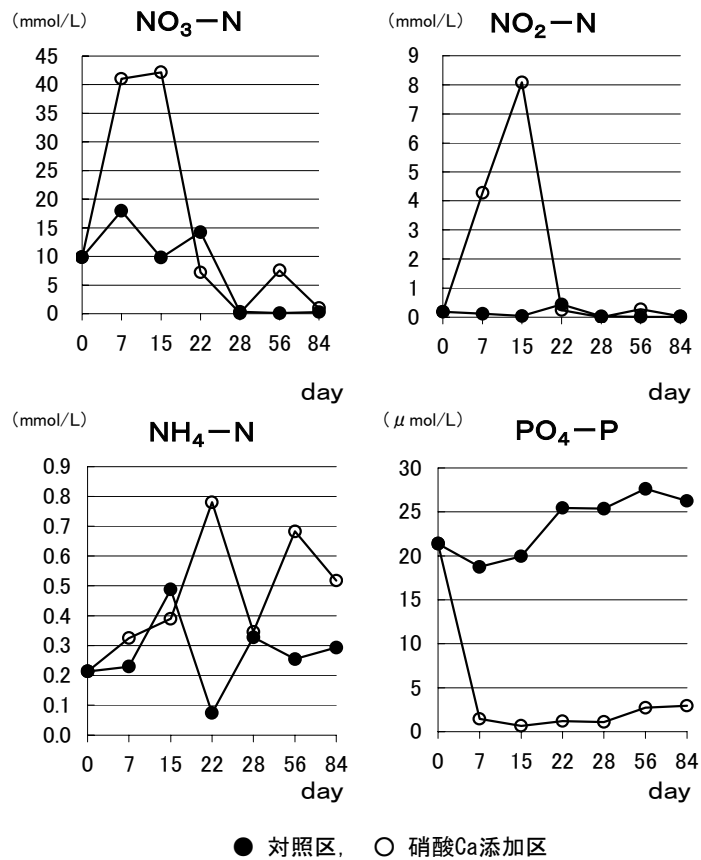 (mmol/L) NO₃－N
45
40
35
30
25
20
15
10
5
0
0 7 15 22 28 56 84
day
(mmol/L) NO₂－N
9
8
7
6
5
4
3
2
1
0
0 7 15 22 28 56 84
day
(mmol/L) NH₄－N
0.9
0.8
0.7
0.6
0.5
0.4
0.3
0.2
0.1
0.0
0 7 15 22 28 56 84
day
(μmol/L) PO₄－P
30
25
20
15
10
5
0
0 7 15 22 28 56 84
day
● 対照区, ○ 硝酸Ca添加区